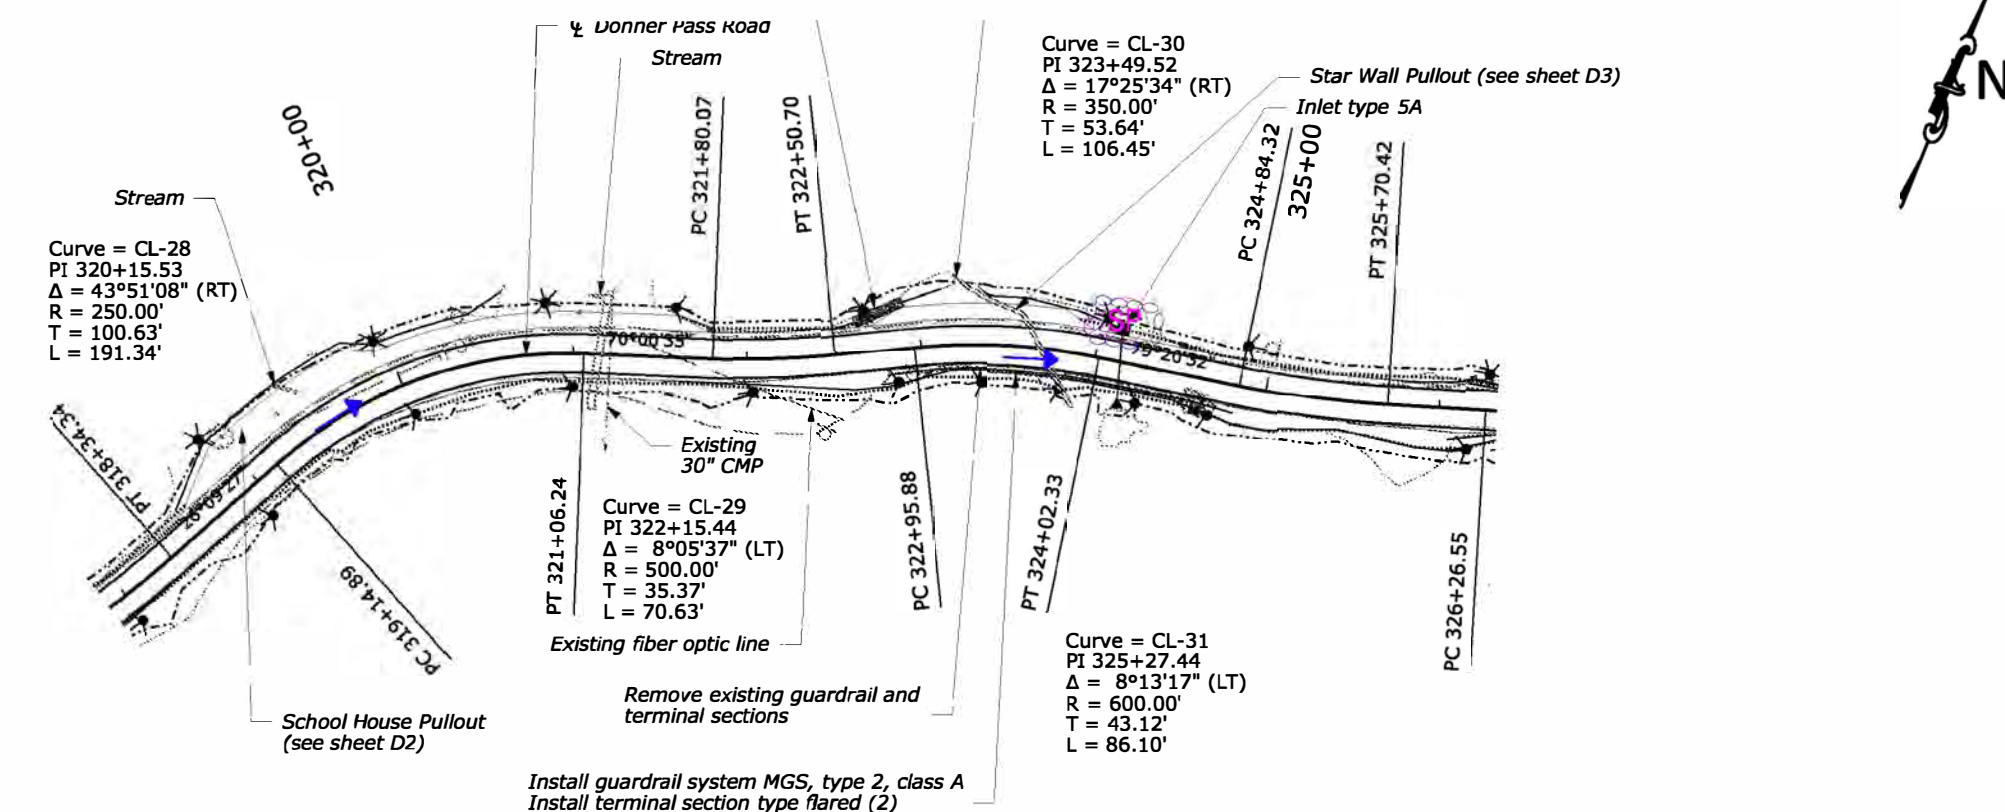 ℄ Donner Pass Road
Stream
Curve = CL-30
PI 323+49.52
Δ = 17°25'34" (RT)
R = 350.00'
T = 53.64'
L = 106.45'
Star Wall Pullout (see sheet D3)
Inlet type 5A
N
320+00
PC 321+80.07
PT 322+50.70
PC 324+84.32
325+00
PT 325+70.42
Stream
Curve = CL-28
PI 320+15.53
Δ = 43°51'08" (RT)
R = 250.00'
T = 100.63'
L = 191.34'
SP
70°00'35"
79°20'32"
PT 318+34.34
26°09'27"
PC 319+14.89
Existing
30" CMP
PT 321+06.24
Curve = CL-29
PI 322+15.44
Δ = 8°05'37" (LT)
R = 500.00'
T = 35.37'
L = 70.63'
PC 322+95.88
PT 324+02.33
PC 326+26.55
Existing fiber optic line
Curve = CL-31
PI 325+27.44
Δ = 8°13'17" (LT)
R = 600.00'
T = 43.12'
L = 86.10'
Remove existing guardrail and
terminal sections
School House Pullout
(see sheet D2)
Install guardrail system MGS, type 2, class A
Install terminal section type flared (2)